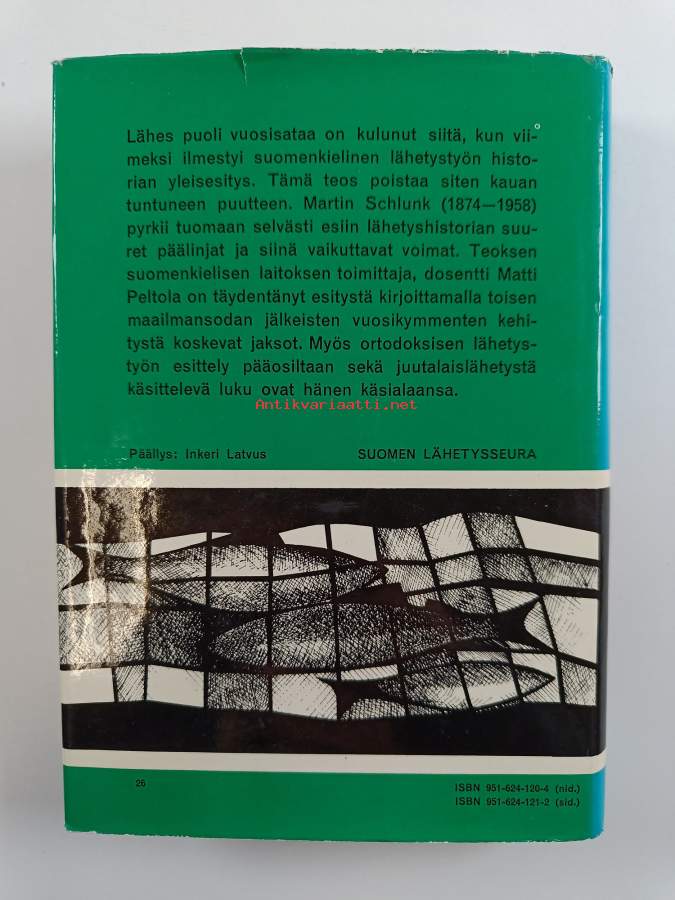 Lähes puoli vuosisataa on kulunut siitä, kun vii-
meksi ilmestyi suomenkielinen lähetystyön histo-
rian yleisesitys. Tämä teos poistaa siten kauan
tuntuneen puutteen. Martin Schlunk (1874—1958)
pyrkii tuomaan selvästi esiin lähetyshistorian suu-
ret päälinjat ja siinä vaikuttavat voimat. Teoksen
suomenkielisen laitoksen toimittaja, dosentti Matti
Peltola on täydentänyt esitystä kirjoittamalla toisen
maailmansodan jälkeisten vuosikymmenten kehi-
tystä koskevat jaksot. Myös ortodoksisen lähetys-
työn esittely pääosiltaan sekä juutalaislähetystä
käsittelevä luku ovat hänen käsialaansa.
Antikvariaatti.net
Päällys: Inkeri Latvus SUOMEN LÄHETYSSEURA
26
ISBN 951-624-120-4 (nid.)
ISBN 951-624-121-2 (sid.)